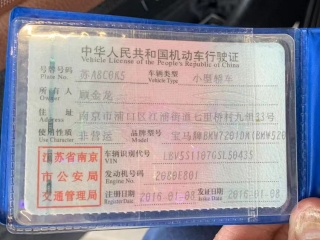 中华人民共和国机动车行驶证
Vehicle License of the People's Republic of China
号牌号码 苏A8C0K5 车辆类型 小型轿车
Plate No. Vehicle Type
所有人 顾金龙
Owner
住址 南京市浦口区江浦街道七里桥村九组33号
Address
使用性质 非营运 品牌型号 宝马牌BMW7201DK(BMW520
Use Character Model
江苏省南京
市公安局
交通管理局
车辆识别代号
VIN
发动机号码
Engine No.
注册日期 2016-01-08 发证日期 2016-01-08
Register Date Issue Date